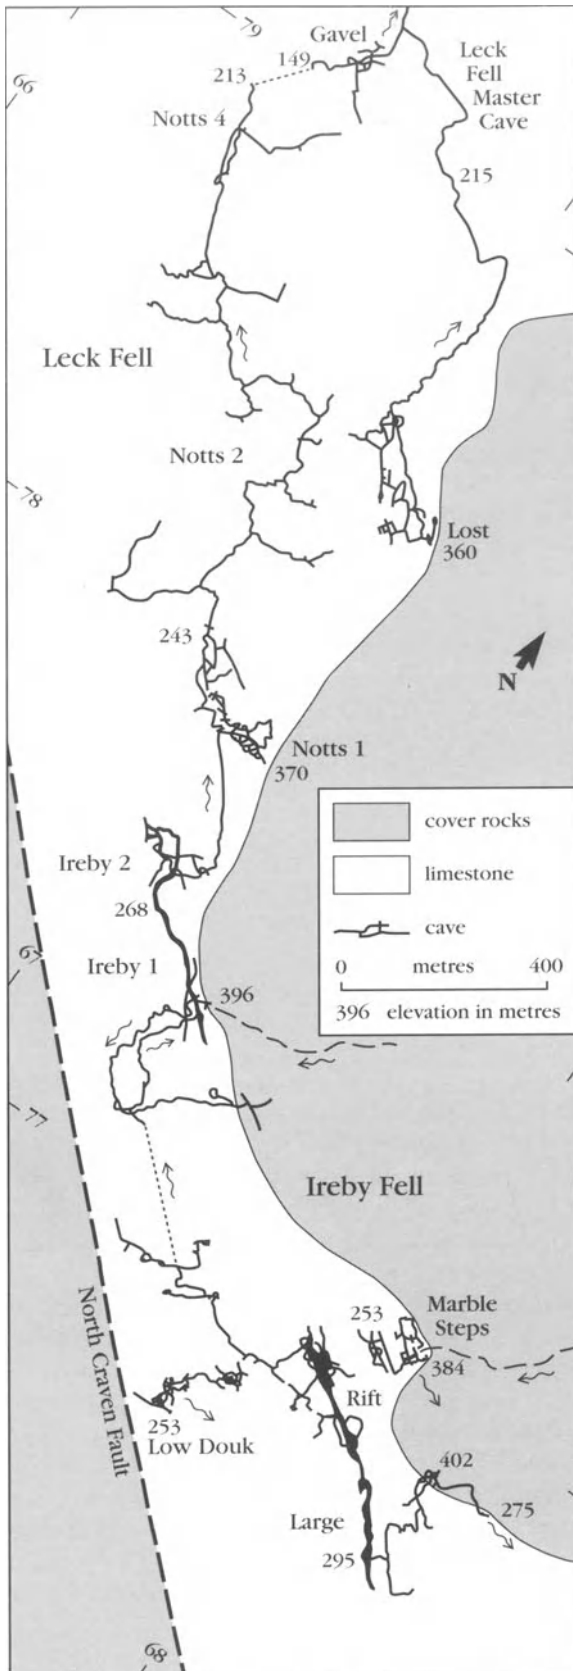 79
Gavel
66
149
213
Leck
Fell
Master
Cave
Notts 4
215
Leck Fell
Notts 2
78
Lost
360
243
N
Notts 1
370
cover rocks
limestone
cave
0 metres 400
396 elevation in metres
Ireby 2
268
Ireby 1
67
396
77
Ireby Fell
Marble
Steps
253
384
North Craven Fault
Rift
253
Low Douk
402
275
Large
295
68